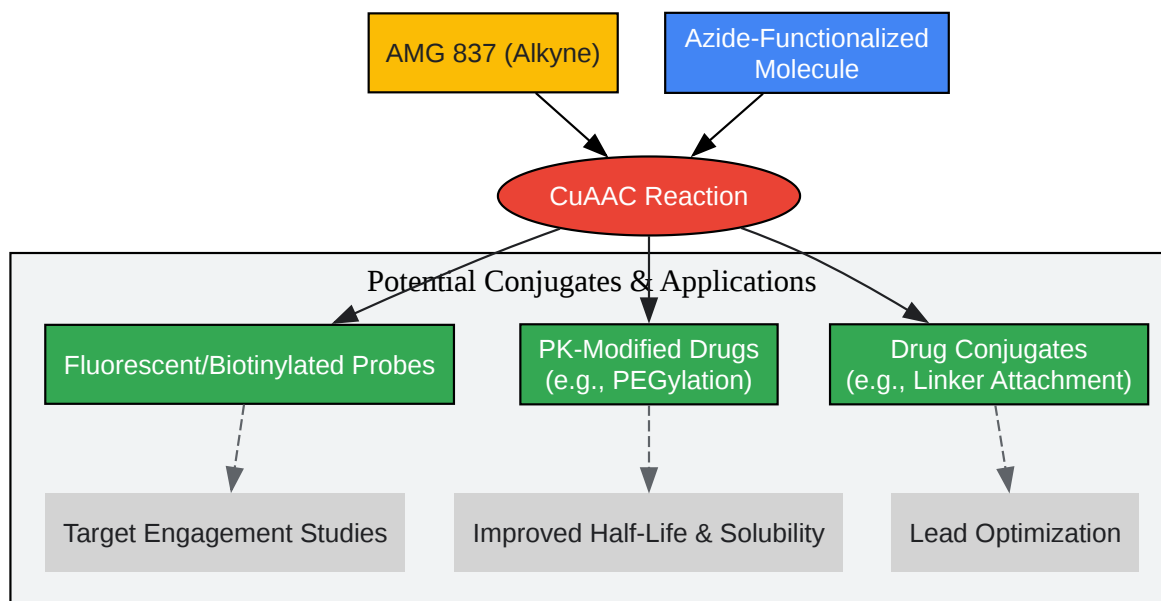 AMG 837 (Alkyne)
Azide-Functionalized
Molecule
CuAAC Reaction
Potential Conjugates & Applications
Fluorescent/Biotinylated Probes
PK-Modified Drugs
(e.g., PEGylation)
Drug Conjugates
(e.g., Linker Attachment)
Target Engagement Studies
Improved Half-Life & Solubility
Lead Optimization